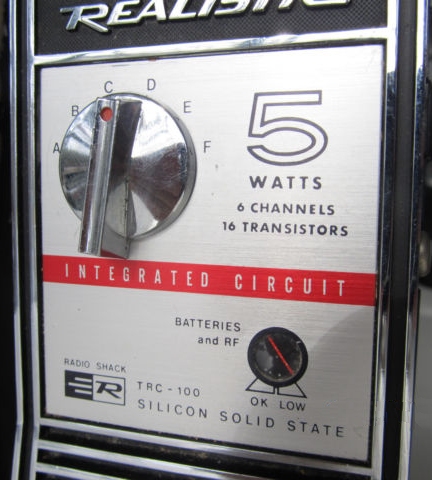 REALISTIC
A B C D E F
5
WATTS
6 CHANNELS
16 TRANSISTORS
INTEGRATED CIRCUIT
BATTERIES
and RF
OK LOW
RADIO SHACK
R
TRC-100
SILICON SOLID STATE